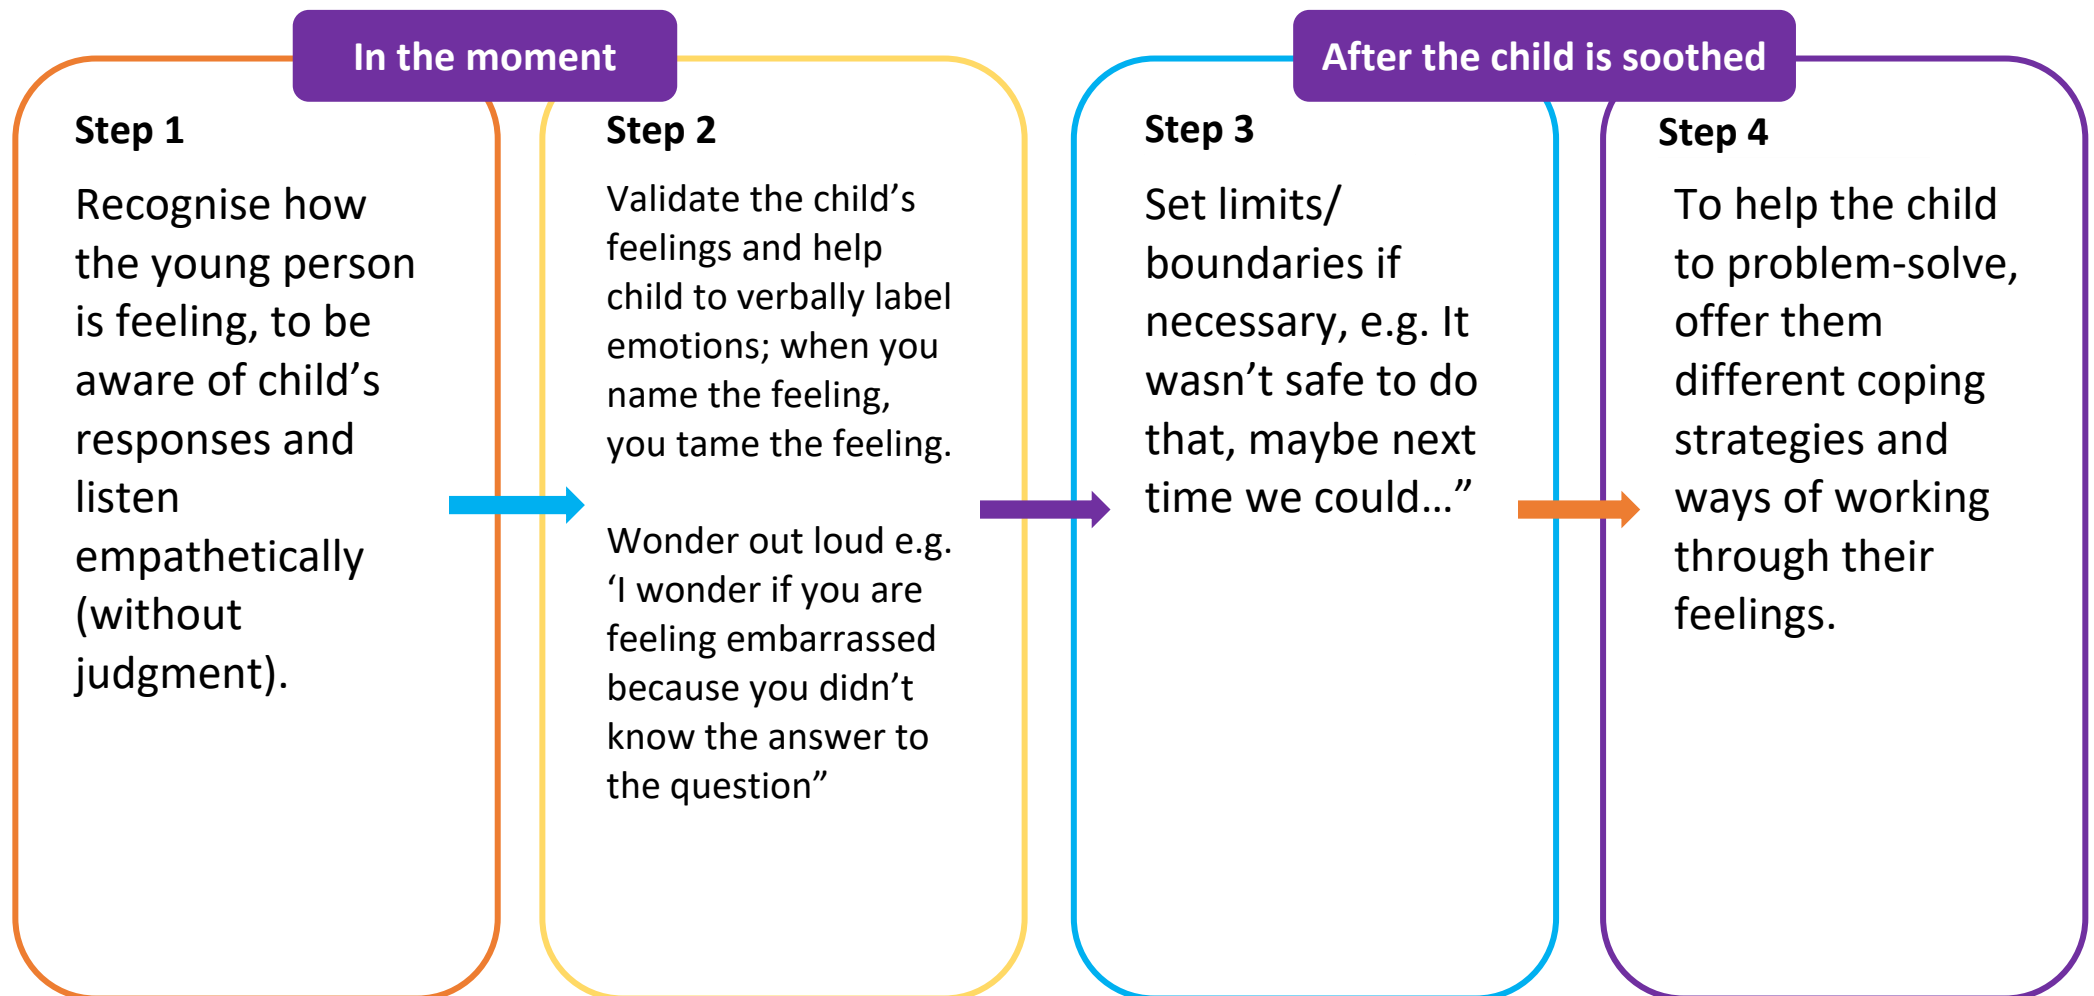 In the moment
Step 1
Recognise how
the young person
is feeling, to be
aware of child’s
responses and
listen
empathetically
(without
judgment).
Step 2
Validate the child’s
feelings and help
child to verbally label
emotions; when you
name the feeling,
you tame the feeling.
Wonder out loud e.g.
‘I wonder if you are
feeling embarrassed
because you didn’t
know the answer to
the question”
After the child is soothed
Step 3
Set limits/
boundaries if
necessary, e.g. It
wasn’t safe to do
that, maybe next
time we could…”
Step 4
To help the child
to problem-solve,
offer them
different coping
strategies and
ways of working
through their
feelings.